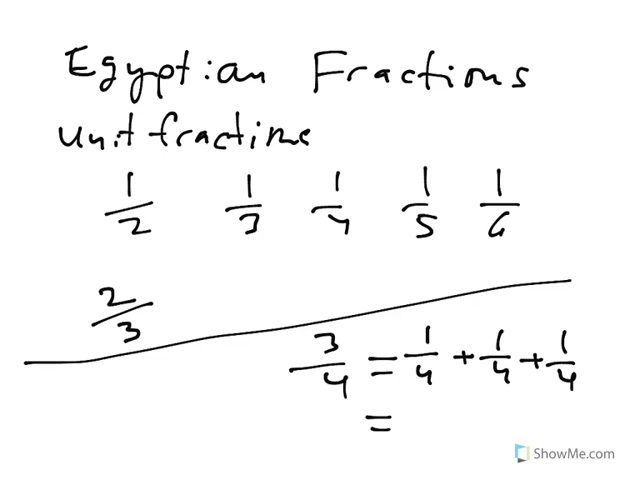 Egyptian Fractions
unit fractions
1/2 1/3 1/4 1/5 1/6
2/3
3/4 = 1/4 + 1/4 + 1/4
=
ShowMe.com